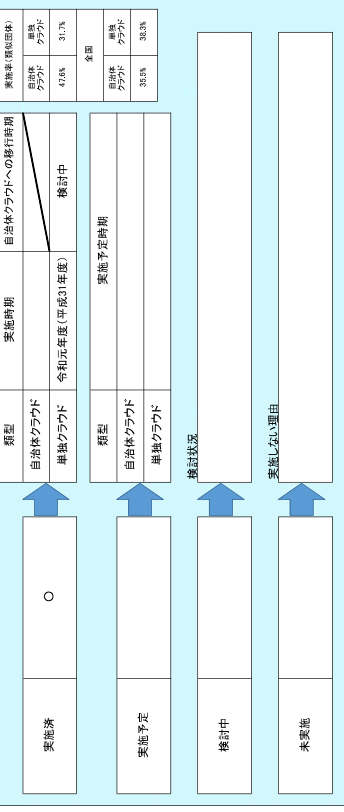 実施済
○
類型
実施時期
自治体クラウドへの移行時期
自治体クラウド
単独クラウド
令和元年度(平成31年度)
検討中
実施率(類似団体)
自治体
クラウド
単独
クラウド
47.6%
31.7%
全国
自治体
クラウド
単独
クラウド
35.5%
38.3%
実施予定
類型
実施予定時期
自治体クラウド
単独クラウド
検討中
検討状況
未実施
実施しない理由